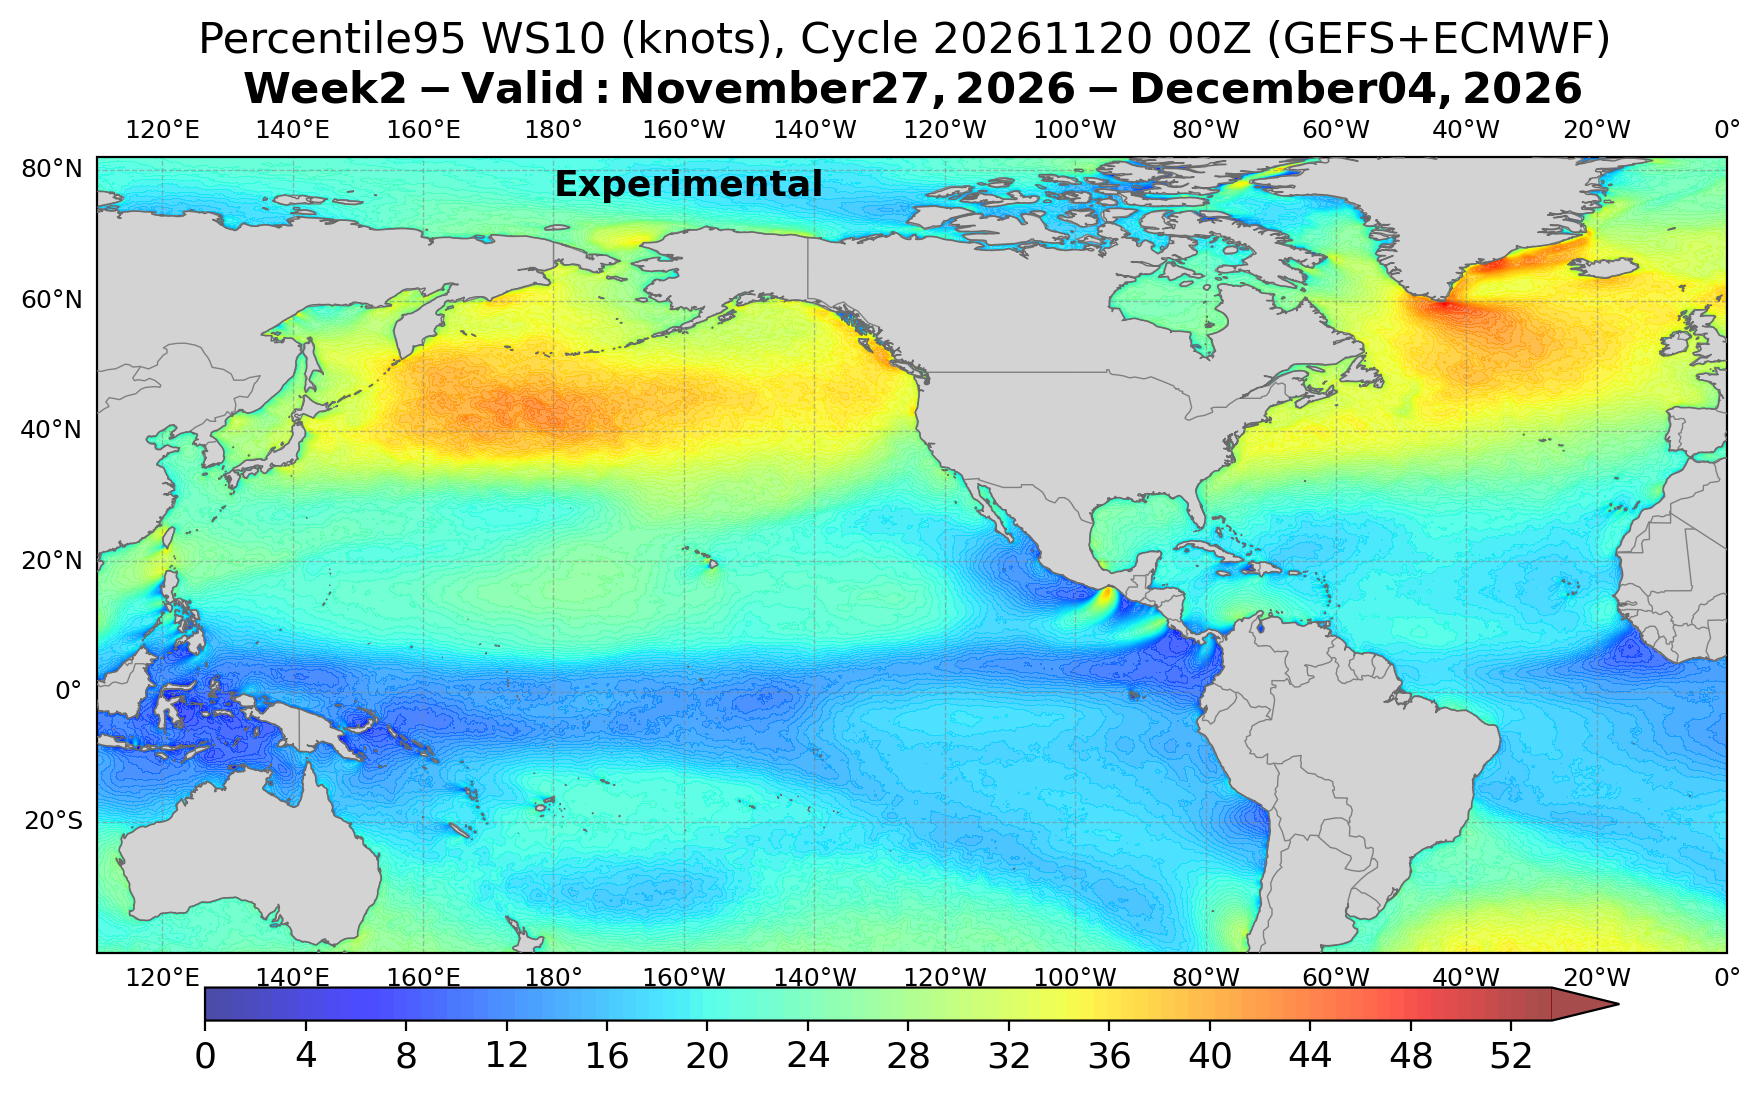 Percentile95 WS10 (knots), Cycle 20261120 00Z (GEFS+ECMWF)
Week2 − Valid : November27, 2026 − December04, 2026
120°E 140°E 160°E 180° 160°W 140°W 120°W 100°W 80°W 60°W 40°W 20°W 0°
80°N
Experimental
60°N
40°N
20°N
0°
20°S
120°E 140°E 160°E 180° 160°W 140°W 120°W 100°W 80°W 60°W 40°W 20°W 0°
0 4 8 12 16 20 24 28 32 36 40 44 48 52